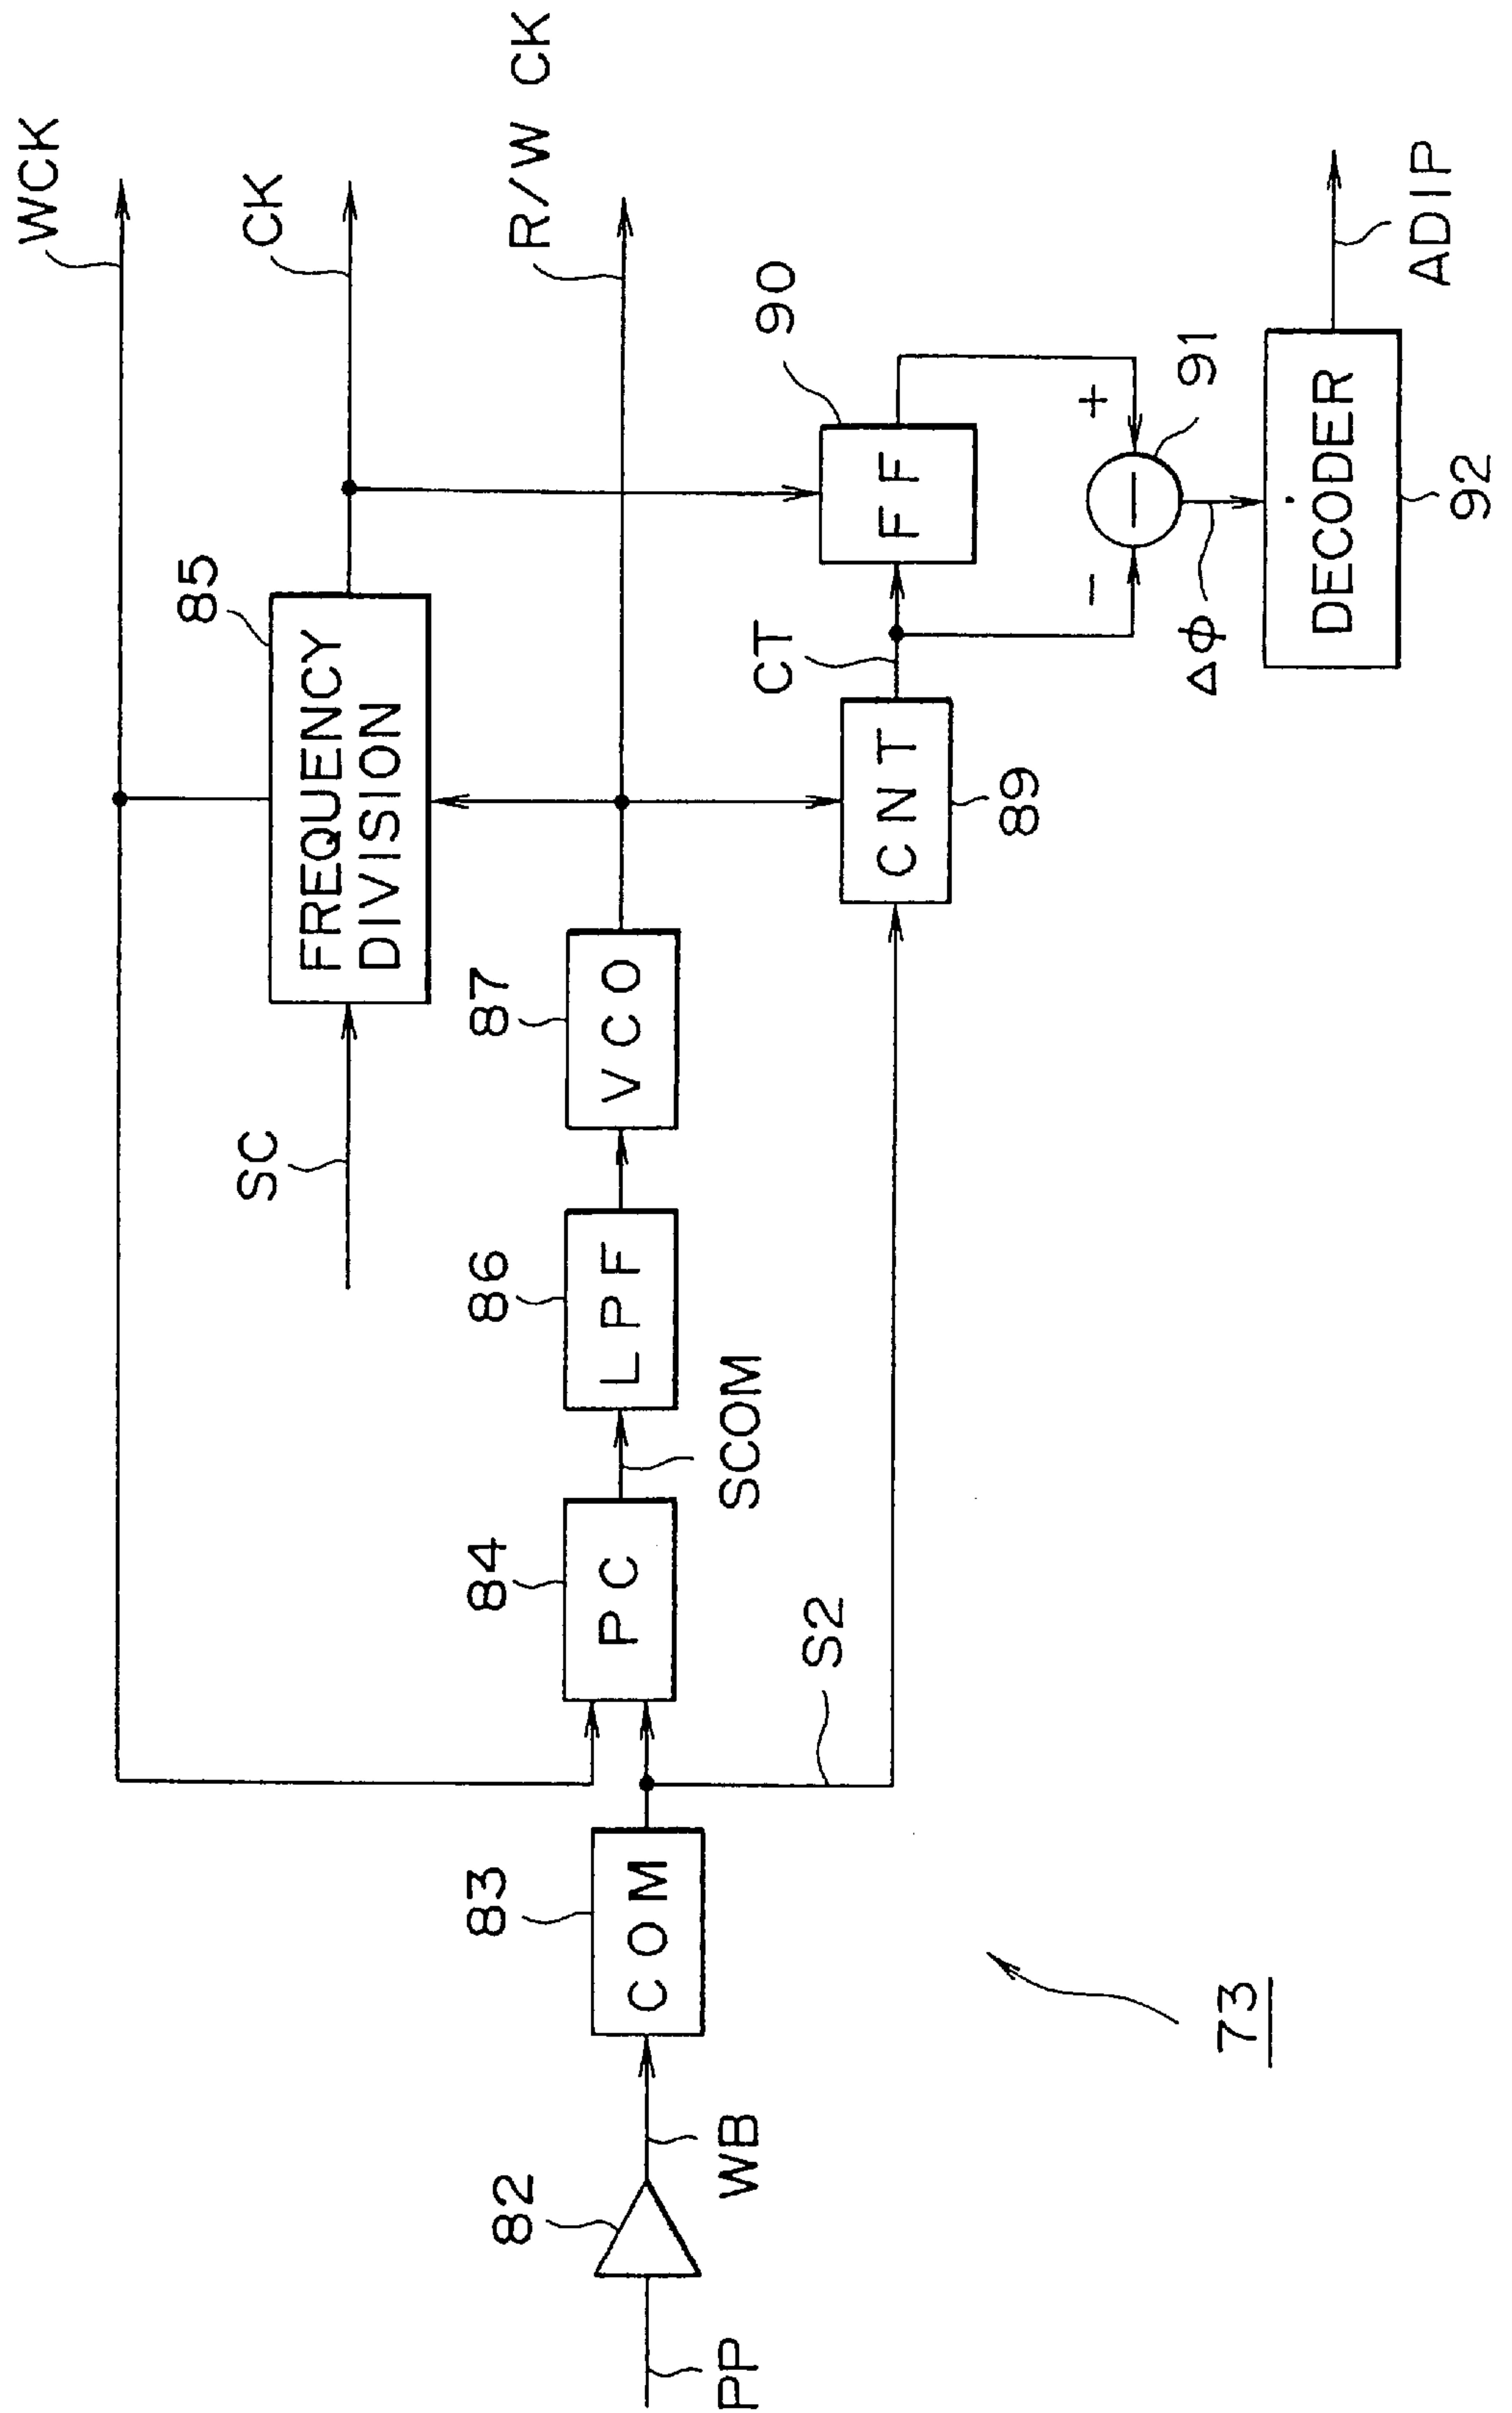 WCK
CK
R/W CK
85
FREQUENCY
DIVISION
SC
90
FF
87
VCO
CT
+
91
86
LPF
CNT
89
-
−
84
PC
SCOM
ΔΦ
DECODER
ADIP
83
COM
S2
92
82
PP
WB
73